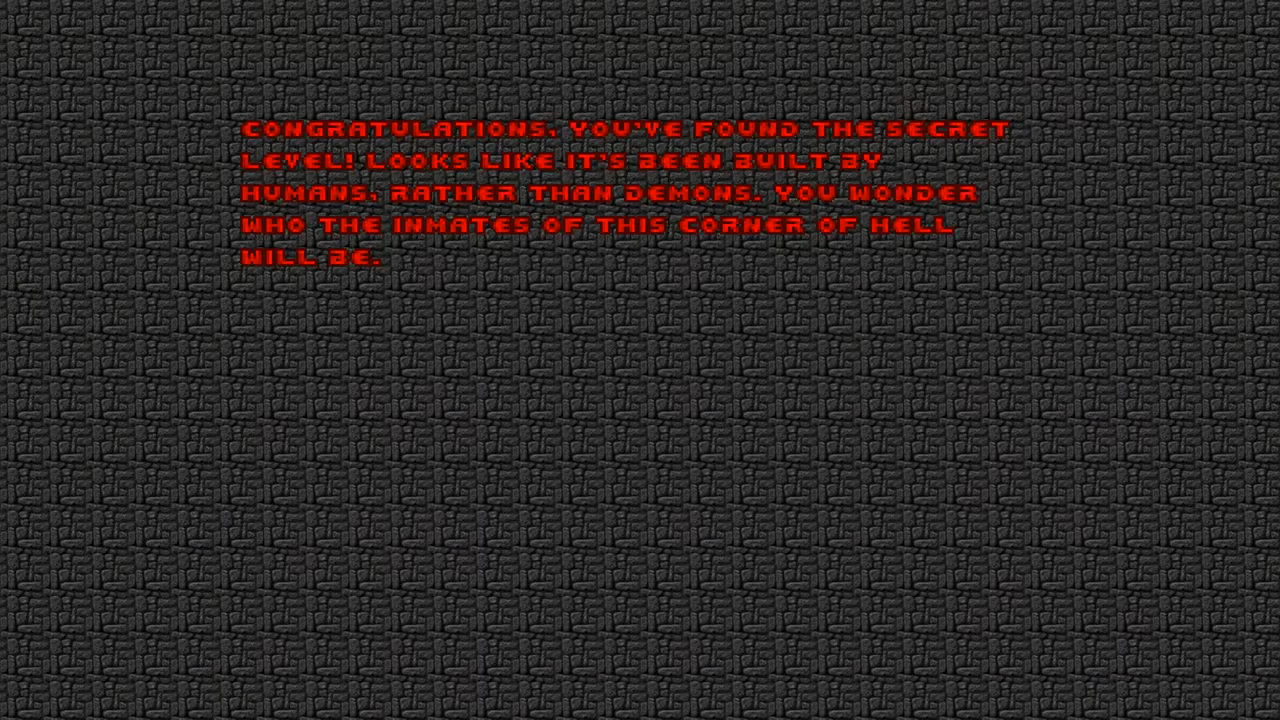 CONGRATULATIONS, YOU'VE FOUND THE SECRET
LEVEL! LOOKS LIKE IT'S BEEN BUILT BY
HUMANS, RATHER THAN DEMONS. YOU WONDER
WHO THE INMATES OF THIS CORNER OF HELL
WILL BE.